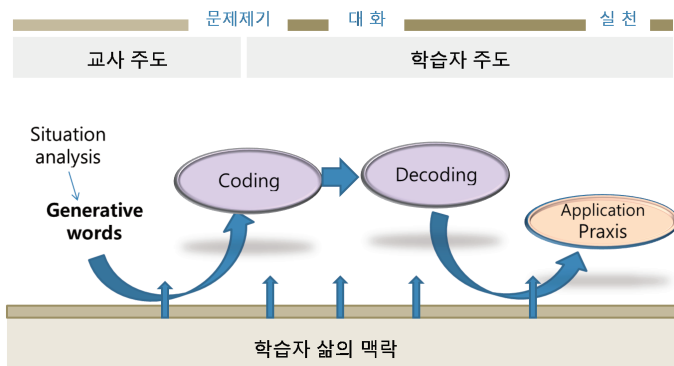 문제제기 대 화 실 천
교사 주도 학습자 주도
Situation
analysis
Generative
words
Coding
Decoding
Application
Praxis
학습자 삶의 맥락